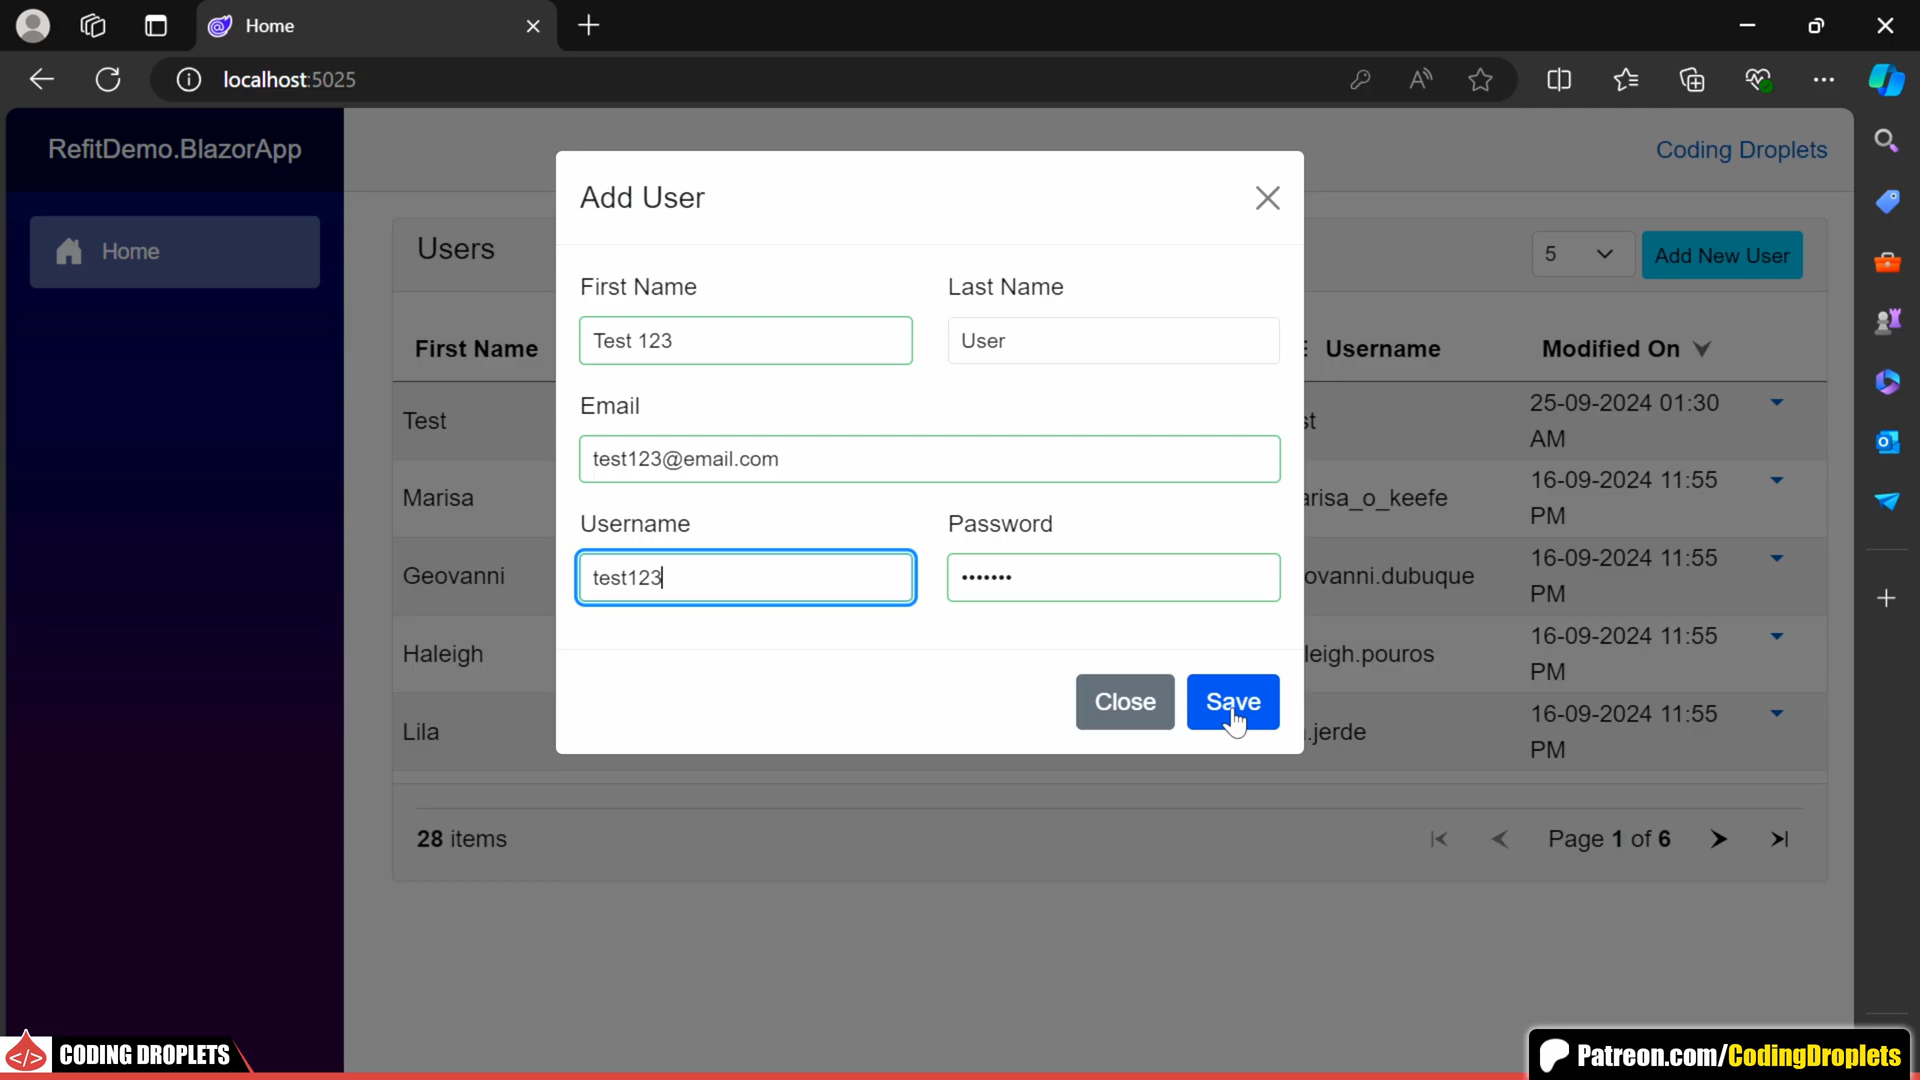 Home
localhost:5025
RefitDemo.BlazorApp
Coding Droplets
Home
Users
5
Add New User
Add User
First Name
Last Name
Test 123
User
Email
test123@email.com
Username
Password
test123
•••••••
Close
Save
First Name
Username
Modified On
Test
st
25-09-2024 01:30
AM
Marisa
arisa_o_keefe
16-09-2024 11:55
PM
Geovanni
ovanni.dubuque
16-09-2024 11:55
PM
Haleigh
leigh.pouros
16-09-2024 11:55
PM
Lila
.jerde
16-09-2024 11:55
PM
28 items
Page 1 of 6
CODING DROPLETS
Patreon.com/CodingDroplets